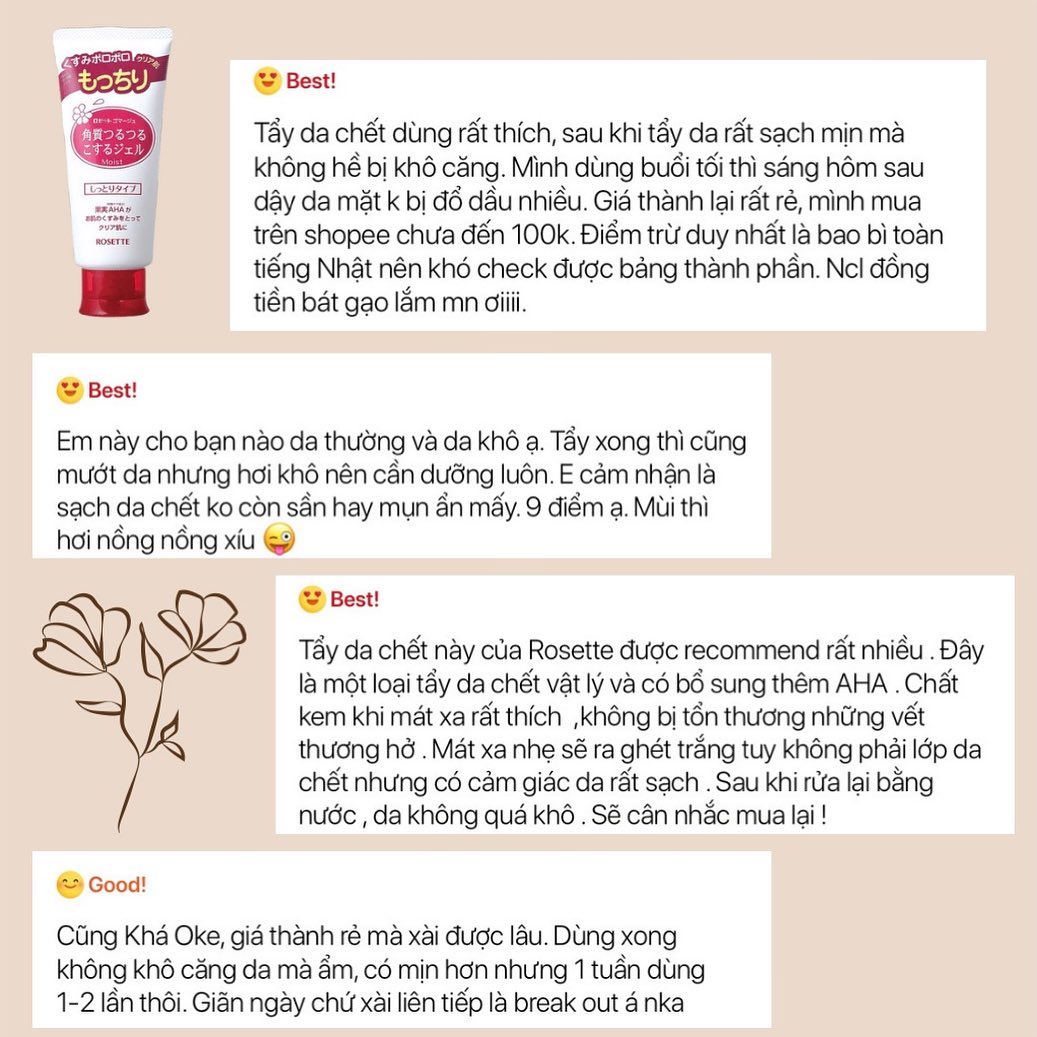 くすみポロポロ クリア肌
もっちり
ロゼット ゴマージュ
角質つるつる
こするジェル
Moist
しっとりタイプ
果実AHAが
お肌のくすみをとって
クリア肌に
ROSETTE
😍 Best!
Tẩy da chết dùng rất thích, sau khi tẩy da rất sạch mịn mà
không hề bị khô căng. Mình dùng buổi tối thì sáng hôm sau
dậy da mặt k bị đổ dầu nhiều. Giá thành lại rất rẻ, mình mua
trên shopee chưa đến 100k. Điểm trừ duy nhất là bao bì toàn
tiếng Nhật nên khó check được bảng thành phần. Ncl đồng
tiền bát gạo lắm mn ơiiii.
😍 Best!
Em này cho bạn nào da thường và da khô ạ. Tẩy xong thì cũng
mướt da nhưng hơi khô nên cần dưỡng luôn. E cảm nhận là
sạch da chết ko còn sần hay mụn ẩn mấy. 9 điểm ạ. Mùi thì
hơi nồng nồng xíu 😜
😍 Best!
Tẩy da chết này của Rosette được recommend rất nhiều . Đây
là một loại tẩy da chết vật lý và có bổ sung thêm AHA . Chất
kem khi mát xa rất thích ,không bị tổn thương những vết
thương hở . Mát xa nhẹ sẽ ra ghét trắng tuy không phải lớp da
chết nhưng có cảm giác da rất sạch . Sau khi rửa lại bằng
nước , da không quá khô . Sẽ cân nhắc mua lại !
😊 Good!
Cũng Khá Oke, giá thành rẻ mà xài được lâu. Dùng xong
không khô căng da mà ẩm, có mịn hơn nhưng 1 tuần dùng
1-2 lần thôi. Giãn ngày chứ xài liên tiếp là break out á nka